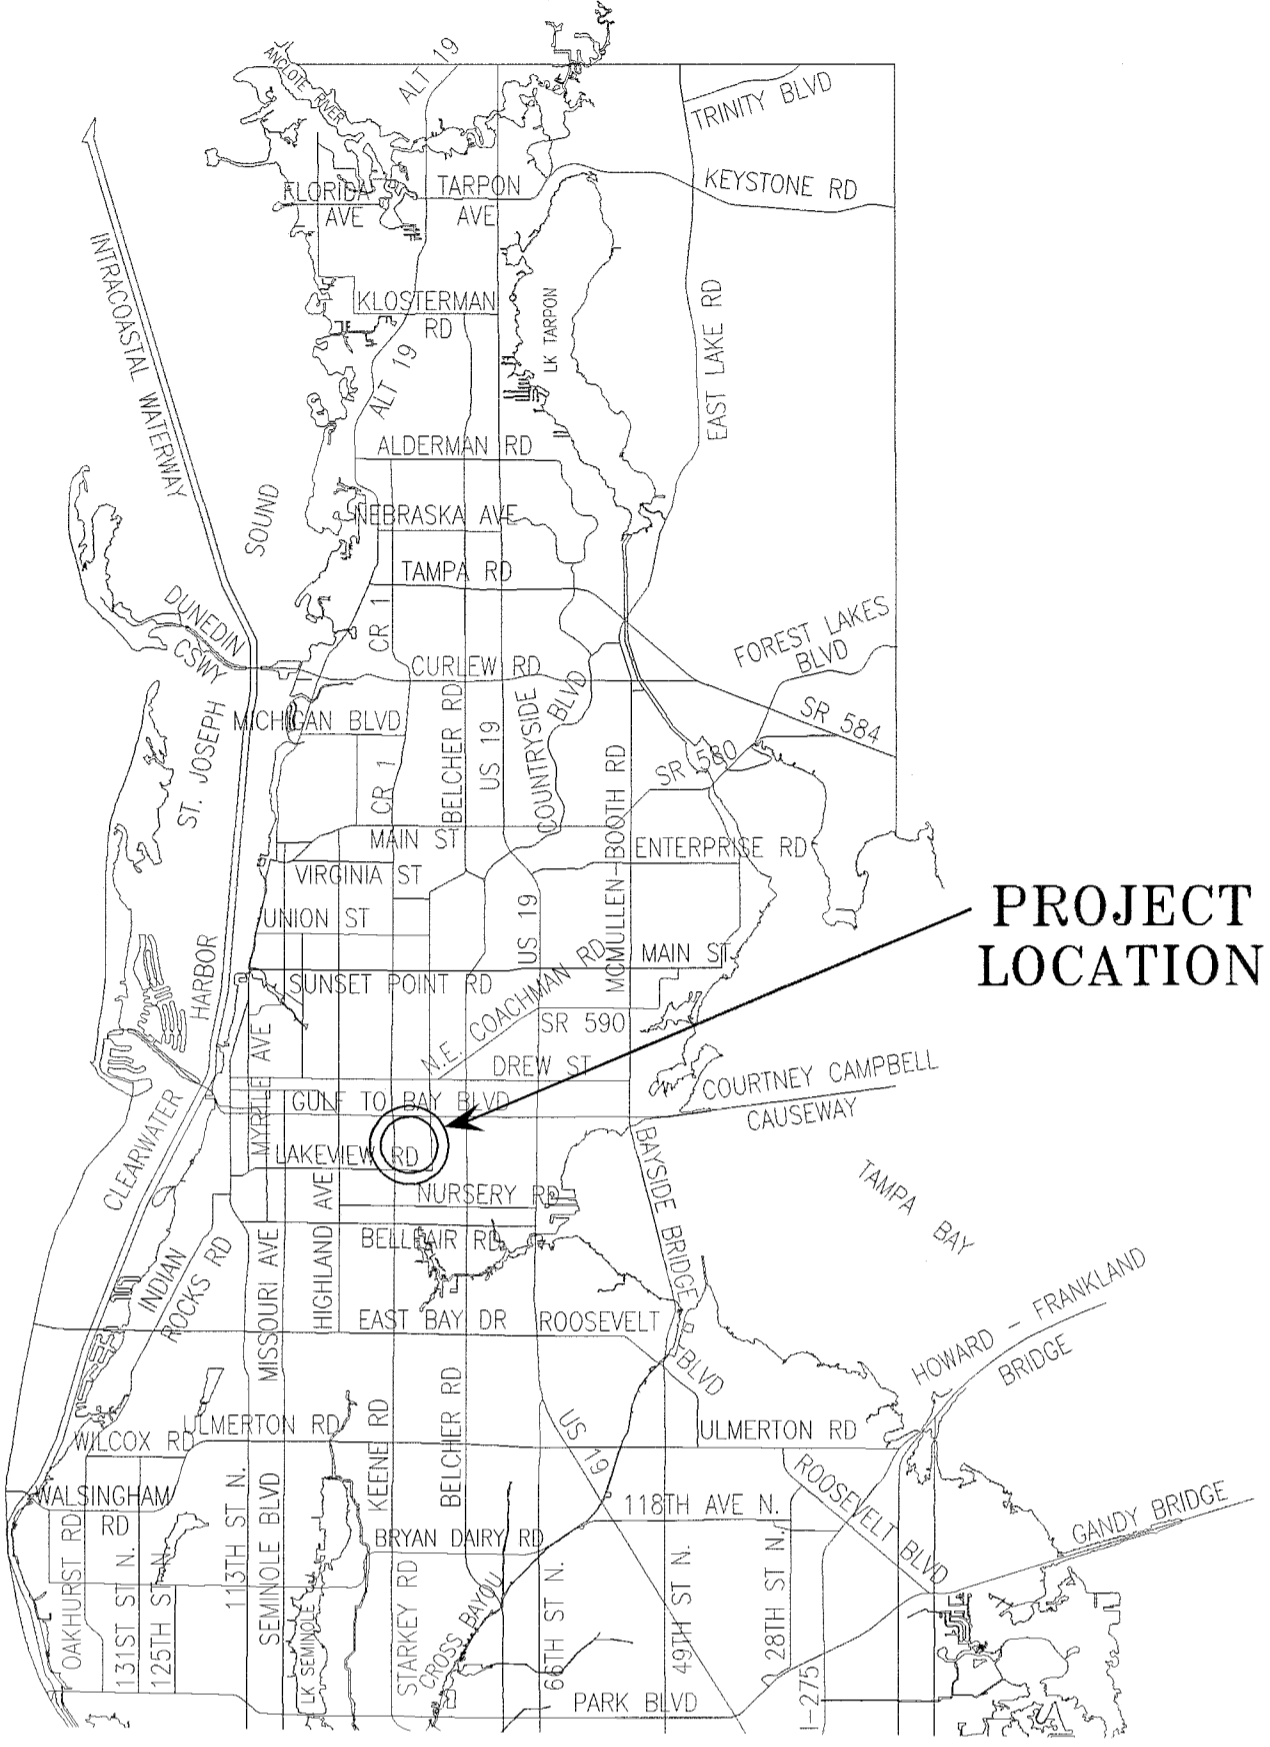 ANCLOTE RIVER
ALT 19
TRINITY BLVD
KEYSTONE RD
FLORIDA
AVE
TARPON
AVE
INTRACOASTAL WATERWAY
KLOSTERMAN
RD
LK TARPON
EAST LAKE RD
ALT 19
ALDERMAN RD
SOUND
NEBRASKA AVE
TAMPA RD
DUNEDIN
CSWY
CR 1
FOREST LAKES
BLVD
CURLEW RD
ST. JOSEPH
MICHIGAN BLVD
BELCHER RD
US 19
COUNTRYSIDE
BLVD
SR 584
SR 580
CR 1
MCMULLEN-BOOTH RD
MAIN ST
ENTERPRISE RD
VIRGINIA ST
UNION ST
US 19
PROJECT
LOCATION
HARBOR
MAIN ST
SUNSET POINT RD
N.E. COACHMAN RD
SR 590
MYRTLE AVE
DREW ST
COURTNEY CAMPBELL
CAUSEWAY
GULF TO BAY BLVD
CLEARWATER
LAKEVIEW RD
BAYSIDE BRIDGE
TAMPA BAY
HIGHLAND AVE
NURSERY RD
BELLEAIR RD
INDIAN
ROCKS RD
MISSOURI AVE
EAST BAY DR
ROOSEVELT
BLVD
HOWARD - FRANKLAND
BRIDGE
ULMERTON RD
WILCOX RD
KEENE RD
BELCHER RD
US 19
ULMERTON RD
WALSINGHAM
RD
113TH ST N.
SEMINOLE BLVD
118TH AVE N.
ROOSEVELT BLVD
GANDY BRIDGE
BRYAN DAIRY RD
OAKHURST RD
131ST ST N.
125TH ST N.
LK SEMINOLE
STARKEY RD
CROSS BAYOU
66TH ST N.
49TH ST N.
28TH ST N.
I-275
PARK BLVD